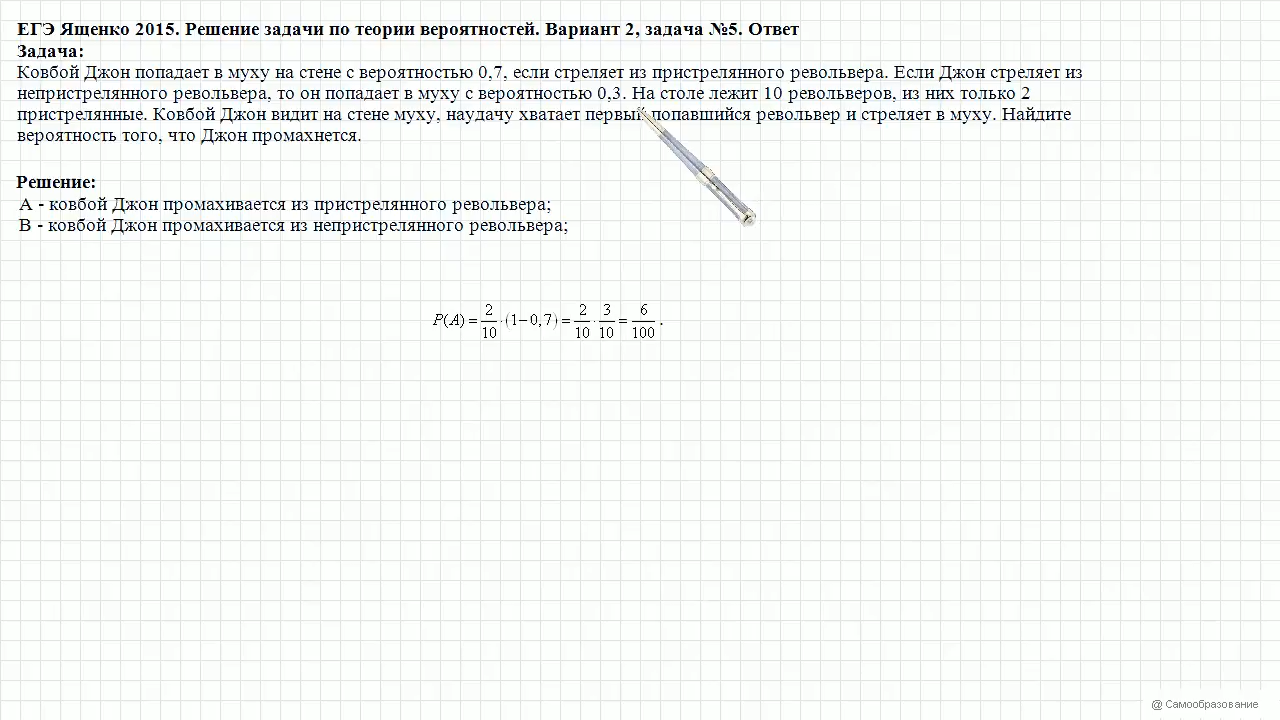 ЕГЭ Ященко 2015. Решение задачи по теории вероятностей. Вариант 2, задача №5. Ответ
Задача:
Ковбой Джон попадает в муху на стене с вероятностью 0,7, если стреляет из пристрелянного револьвера. Если Джон стреляет из
непристрелянного револьвера, то он попадает в муху с вероятностью 0,3. На столе лежит 10 револьверов, из них только 2
пристрелянные. Ковбой Джон видит на стене муху, наудачу хватает первый попавшийся револьвер и стреляет в муху. Найдите
вероятность того, что Джон промахнется.
Решение:
А - ковбой Джон промахивается из пристрелянного револьвера;
В - ковбой Джон промахивается из непристрелянного револьвера;
P(A) = 2/10 · (1−0,7) = 2/10 · 3/10 = 6/100 .
@ Самообразование